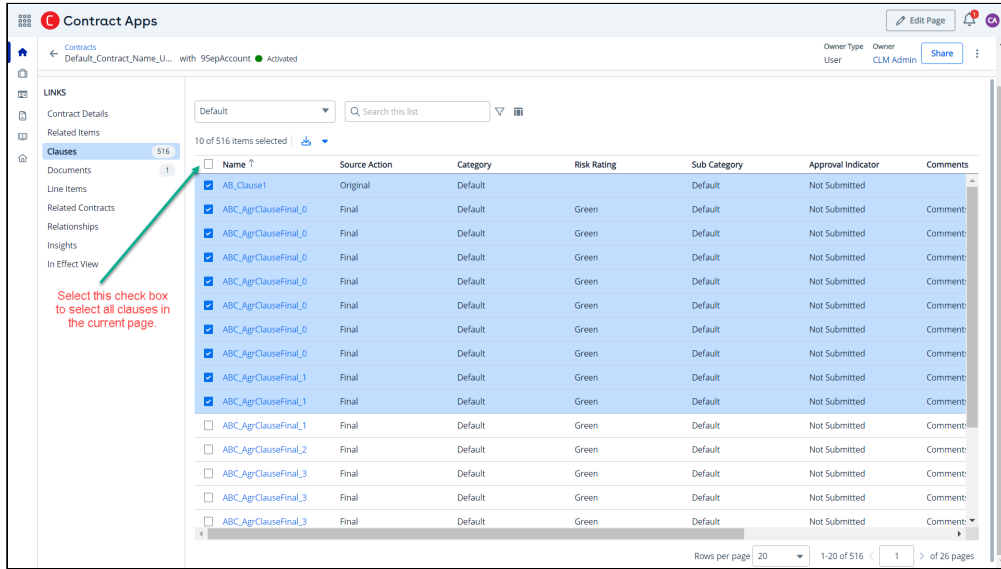 Contract Apps
Edit Page
1
CA
Contracts
Default_Contract_Name_U... with 9SepAccount Activated
Owner Type Owner
User CLM Admin
Share
LINKS
Contract Details
Related Items
Clauses 516
Documents 1
Line Items
Related Contracts
Relationships
Insights
In Effect View
Select this check box
to select all clauses in
the current page.
Default
Search this list
10 of 516 items selected
Name ↑ Source Action Category Risk Rating Sub Category Approval Indicator Comments
AB_Clause1 Original Default Default Not Submitted
ABC_AgrClauseFinal_0 Final Default Green Default Not Submitted Comments
ABC_AgrClauseFinal_0 Final Default Green Default Not Submitted Comments
ABC_AgrClauseFinal_0 Final Default Green Default Not Submitted Comments
ABC_AgrClauseFinal_0 Final Default Green Default Not Submitted Comments
ABC_AgrClauseFinal_0 Final Default Green Default Not Submitted Comments
ABC_AgrClauseFinal_0 Final Default Green Default Not Submitted Comments
ABC_AgrClauseFinal_0 Final Default Green Default Not Submitted Comments
ABC_AgrClauseFinal_1 Final Default Green Default Not Submitted Comments
ABC_AgrClauseFinal_1 Final Default Green Default Not Submitted Comments
ABC_AgrClauseFinal_1 Final Default Green Default Not Submitted Comments
ABC_AgrClauseFinal_2 Final Default Green Default Not Submitted Comments
ABC_AgrClauseFinal_3 Final Default Green Default Not Submitted Comments
ABC_AgrClauseFinal_3 Final Default Green Default Not Submitted Comments
ABC_AgrClauseFinal_3 Final Default Green Default Not Submitted Comments
Rows per page 20 1-20 of 516 < 1 > of 26 pages